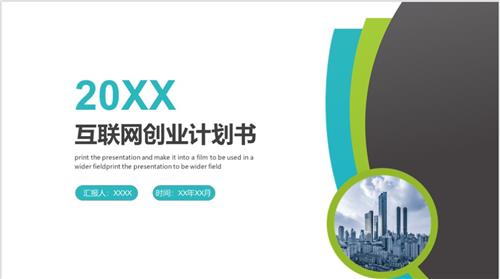 20XX
互联网创业计划书
print the presentation and make it into a film to be used in a
wider fieldprint the presentation to be wider field
汇报人：XXXX 时间：XX年XX月